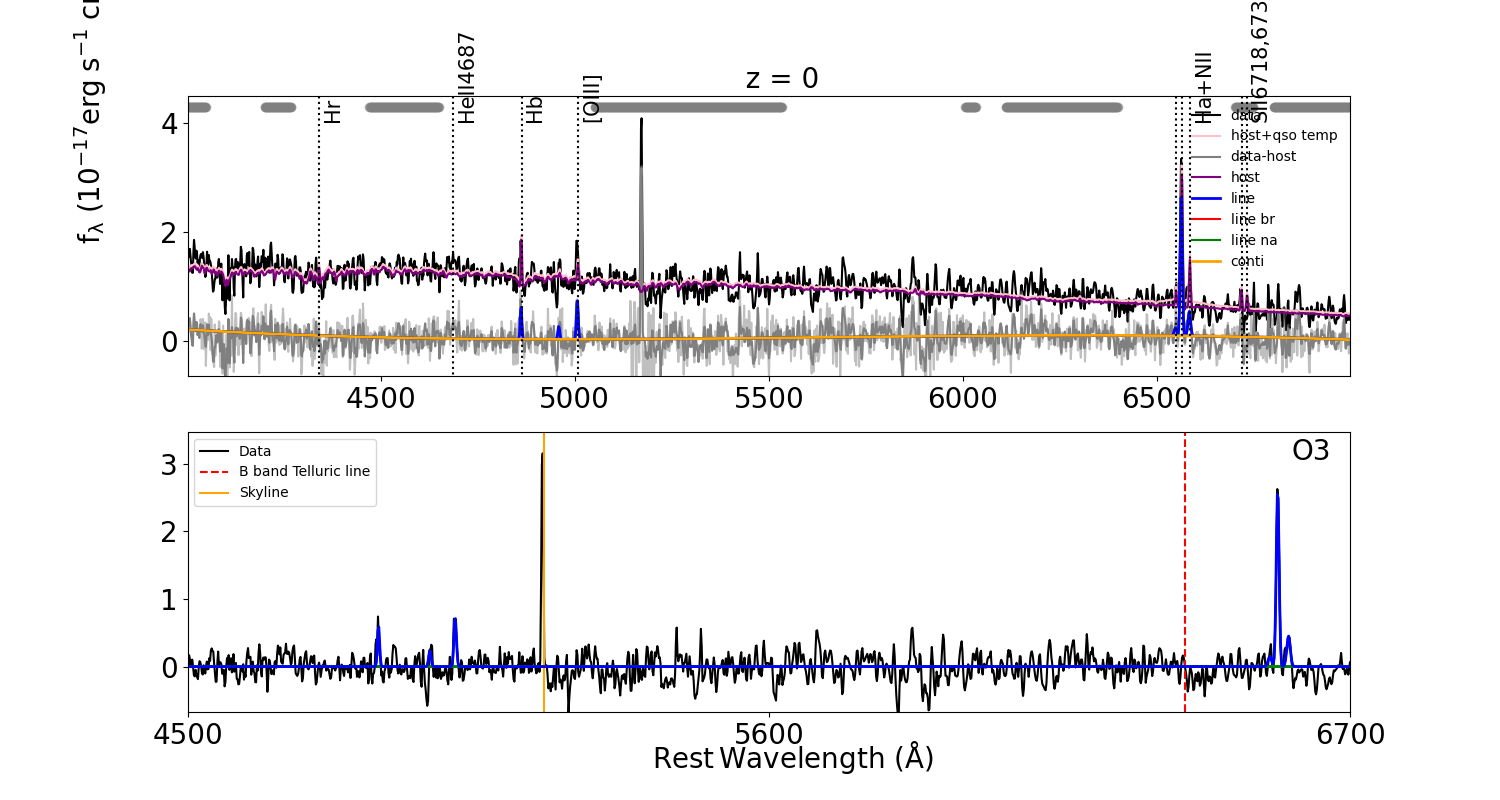 z = 0
f_λ (10^−17 erg s^−1
Hr
HeII4687
Hb
[OIII]
Ha+NII
SII6718,673
data
host+qso temp
data-host
host
line
line br
line na
conti
4
2
0
4500
5000
5500
6000
6500
Data
B band Telluric line
Skyline
O3
3
2
1
0
4500
5600
6700
Rest Wavelength (Å)